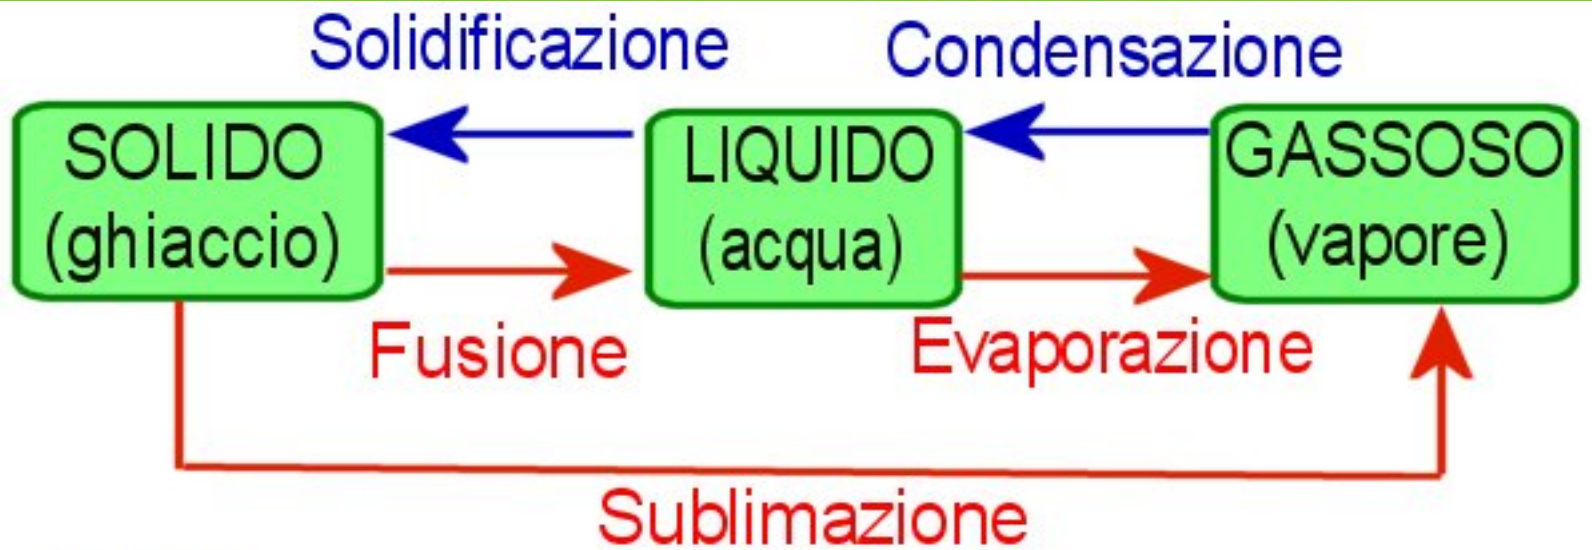 Solidificazione
Condensazione
SOLIDO
(ghiaccio)
LIQUIDO
(acqua)
GASSOSO
(vapore)
Fusione
Evaporazione
Sublimazione